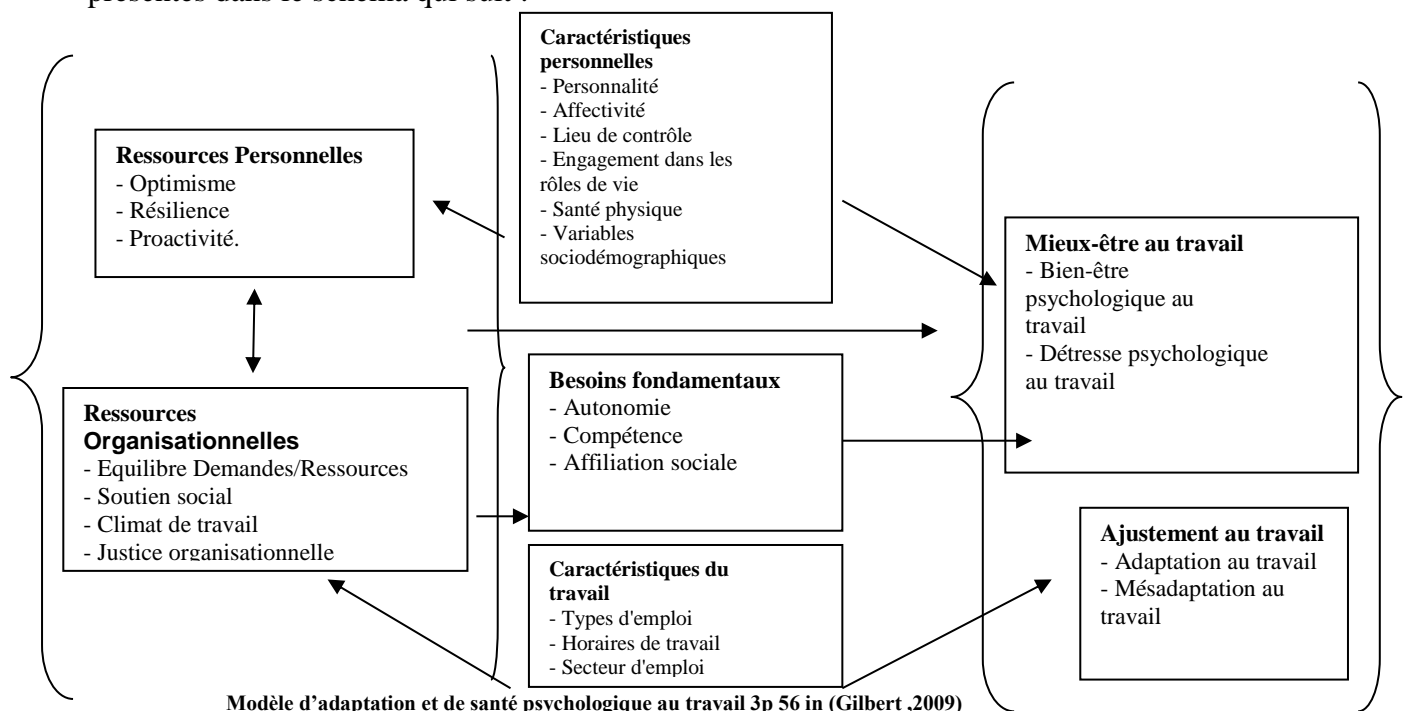 présentés dans le schéma qui suit :
Caractéristiques
personnelles
- Personnalité
- Affectivité
- Lieu de contrôle
- Engagement dans les
rôles de vie
- Santé physique
- Variables
sociodémographiques
Ressources Personnelles
- Optimisme
- Résilience
- Proactivité.
Mieux-être au travail
- Bien-être
psychologique au
travail
- Détresse psychologique
au travail
Besoins fondamentaux
- Autonomie
- Compétence
- Affiliation sociale
Ressources
Organisationnelles
- Equilibre Demandes/Ressources
- Soutien social
- Climat de travail
- Justice organisationnelle
Ajustement au travail
- Adaptation au travail
- Mésadaptation au
travail
Caractéristiques du
travail
- Types d'emploi
- Horaires de travail
- Secteur d'emploi
Modèle d’adaptation et de santé psychologique au travail 3p 56 in (Gilbert ,2009)